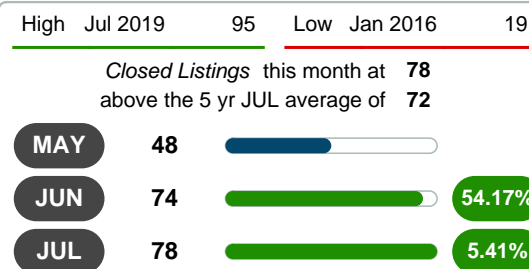 High Jul 2019 95 Low Jan 2016 19
Closed Listings this month at 78
above the 5 yr JUL average of 72
MAY 48
JUN 74 54.17%
JUL 78 5.41%